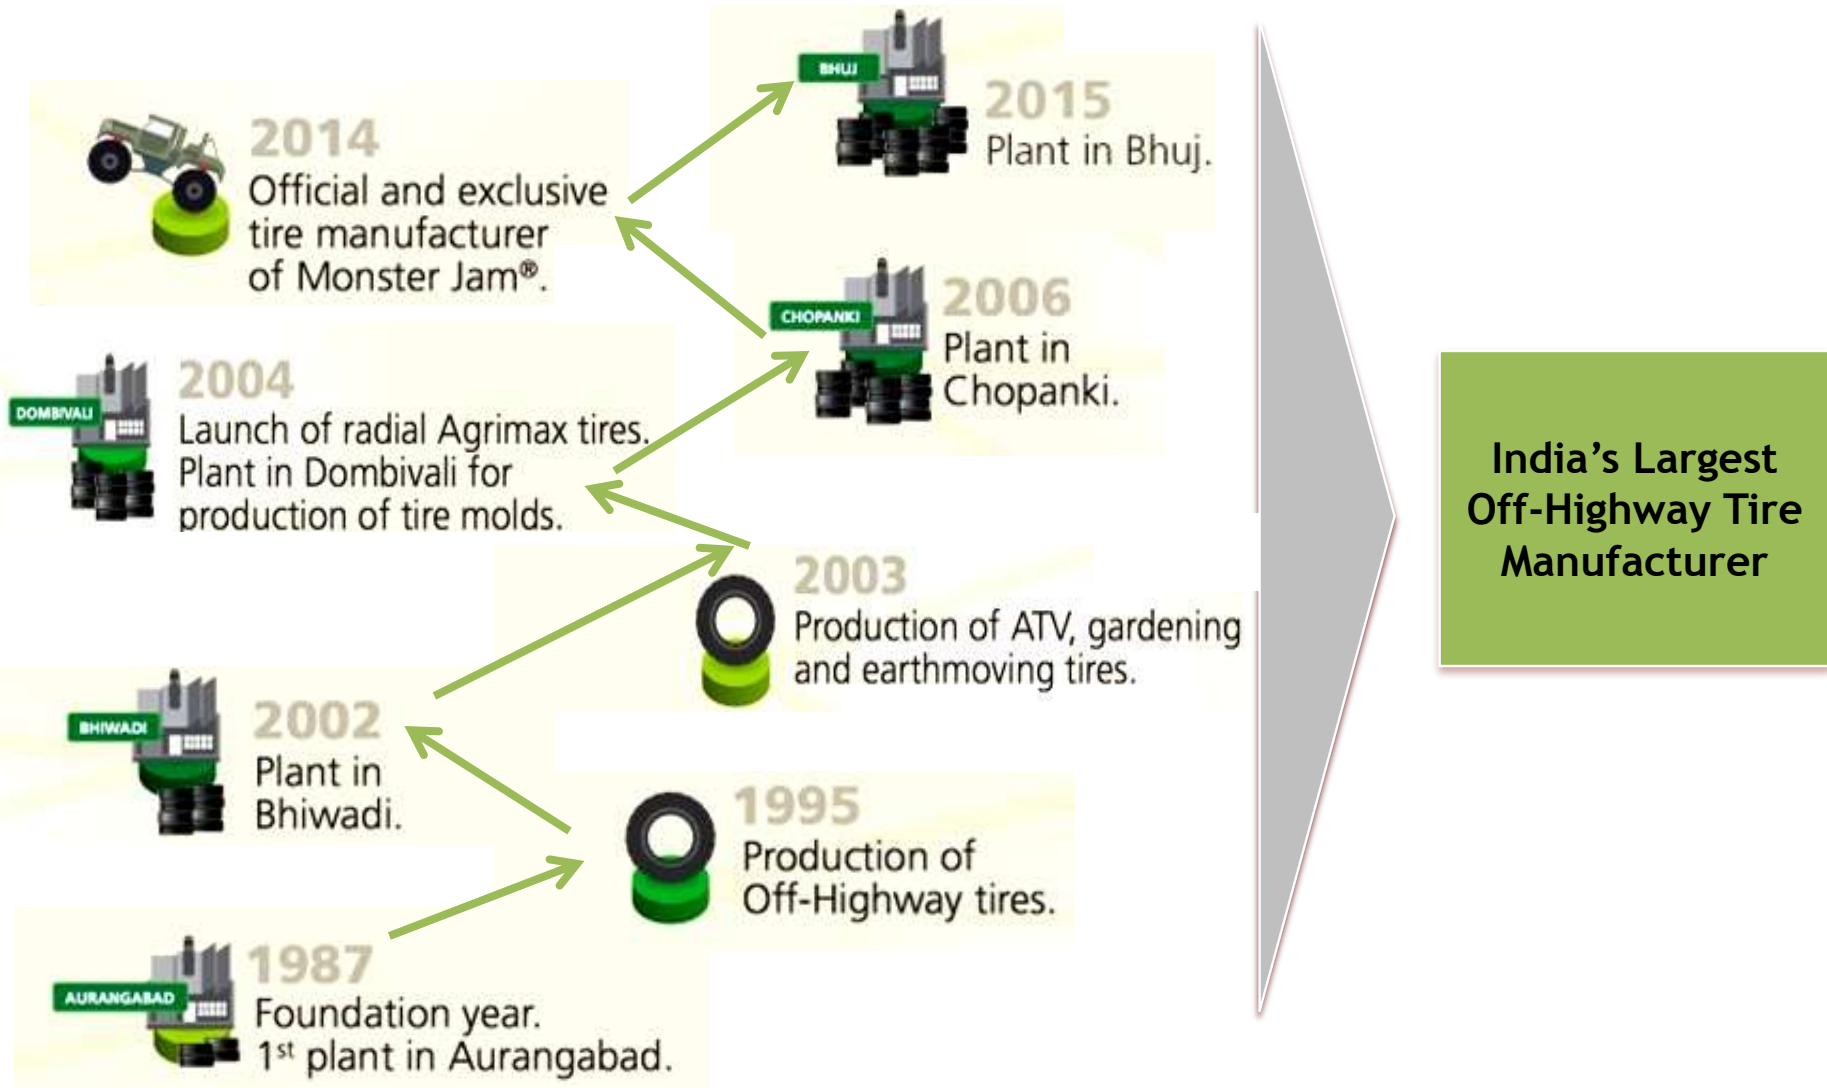 BHUJ
2015
Plant in Bhuj.
2014
Official and exclusive
tire manufacturer
of Monster Jam®.
CHOPANKI
2006
Plant in
Chopanki.
DOMBIVALI
2004
Launch of radial Agrimax tires.
Plant in Dombivali for
production of tire molds.
2003
Production of ATV, gardening
and earthmoving tires.
BHIWADI
2002
Plant in
Bhiwadi.
1995
Production of
Off-Highway tires.
AURANGABAD
1987
Foundation year.
1st plant in Aurangabad.
India’s Largest
Off-Highway Tire
Manufacturer